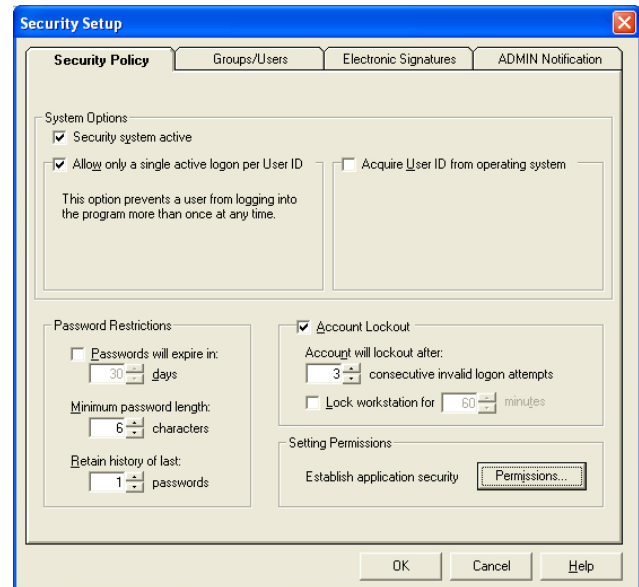 Security Setup
Security Policy
Groups/Users
Electronic Signatures
ADMIN Notification
System Options
Security system active
Allow only a single active logon per User ID
This option prevents a user from logging into
the program more than once at any time.
Acquire User ID from operating system
Password Restrictions
Passwords will expire in:
30 days
Minimum password length:
6 characters
Retain history of last:
1 passwords
Account Lockout
Account will lockout after:
3 consecutive invalid logon attempts
Lock workstation for 60 minutes
Setting Permissions
Establish application security Permissions...
OK Cancel Help